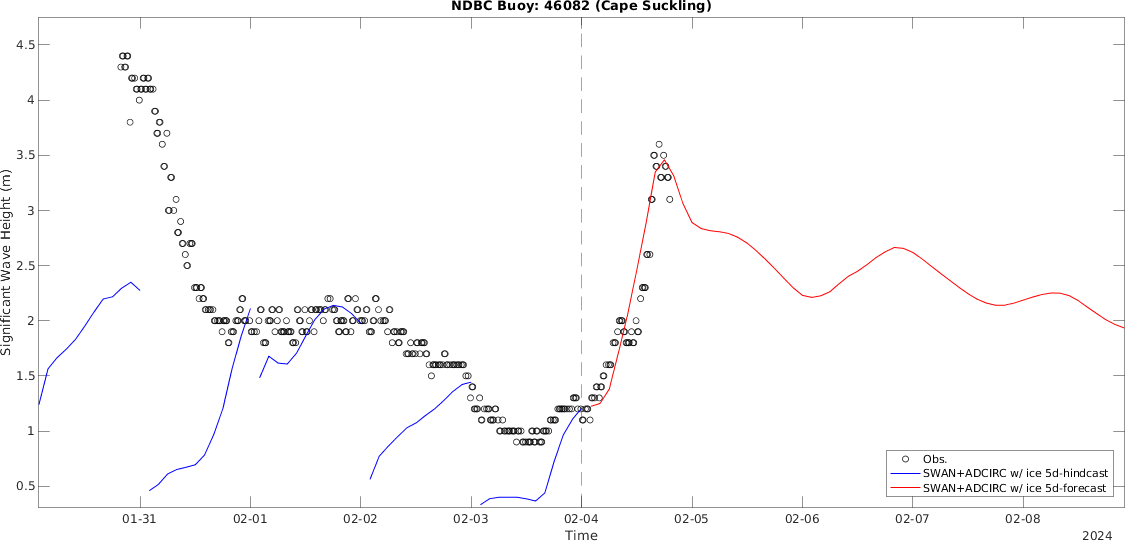 NDBC Buoy: 46082 (Cape Suckling)
Significant Wave Height (m)
4.5
4
3.5
3
2.5
2
1.5
1
0.5
Obs.
SWAN+ADCIRC w/ ice 5d-hindcast
SWAN+ADCIRC w/ ice 5d-forecast
01-31 02-01 02-02 02-03 02-04 02-05 02-06 02-07 02-08
Time
2024